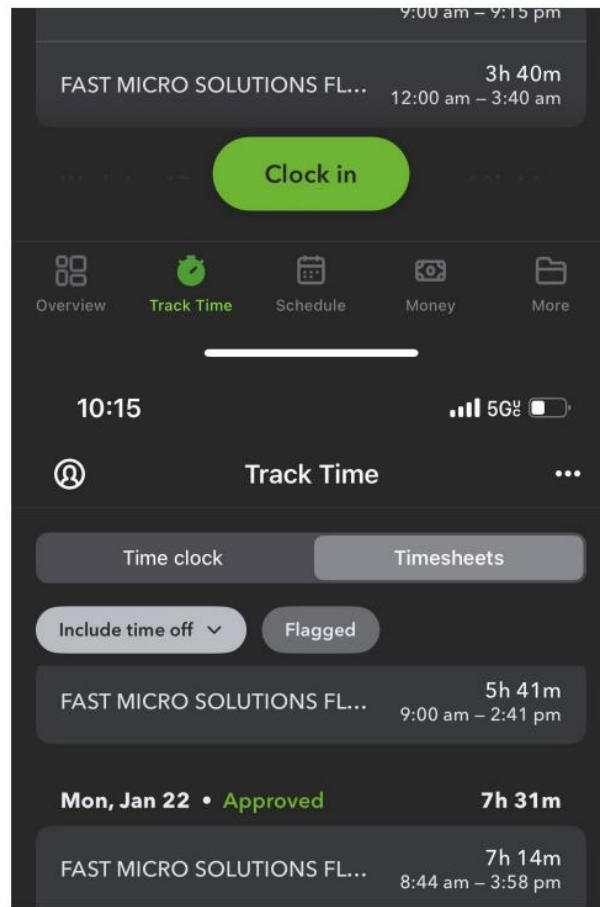 9:00 am – 9:15 pm
FAST MICRO SOLUTIONS FL... 3h 40m
12:00 am – 3:40 am
Clock in
Overview Track Time Schedule Money More
10:15 5G
Track Time
Time clock Timesheets
Include time off Flagged
FAST MICRO SOLUTIONS FL... 5h 41m
9:00 am – 2:41 pm
Mon, Jan 22 • Approved 7h 31m
FAST MICRO SOLUTIONS FL... 7h 14m
8:44 am – 3:58 pm